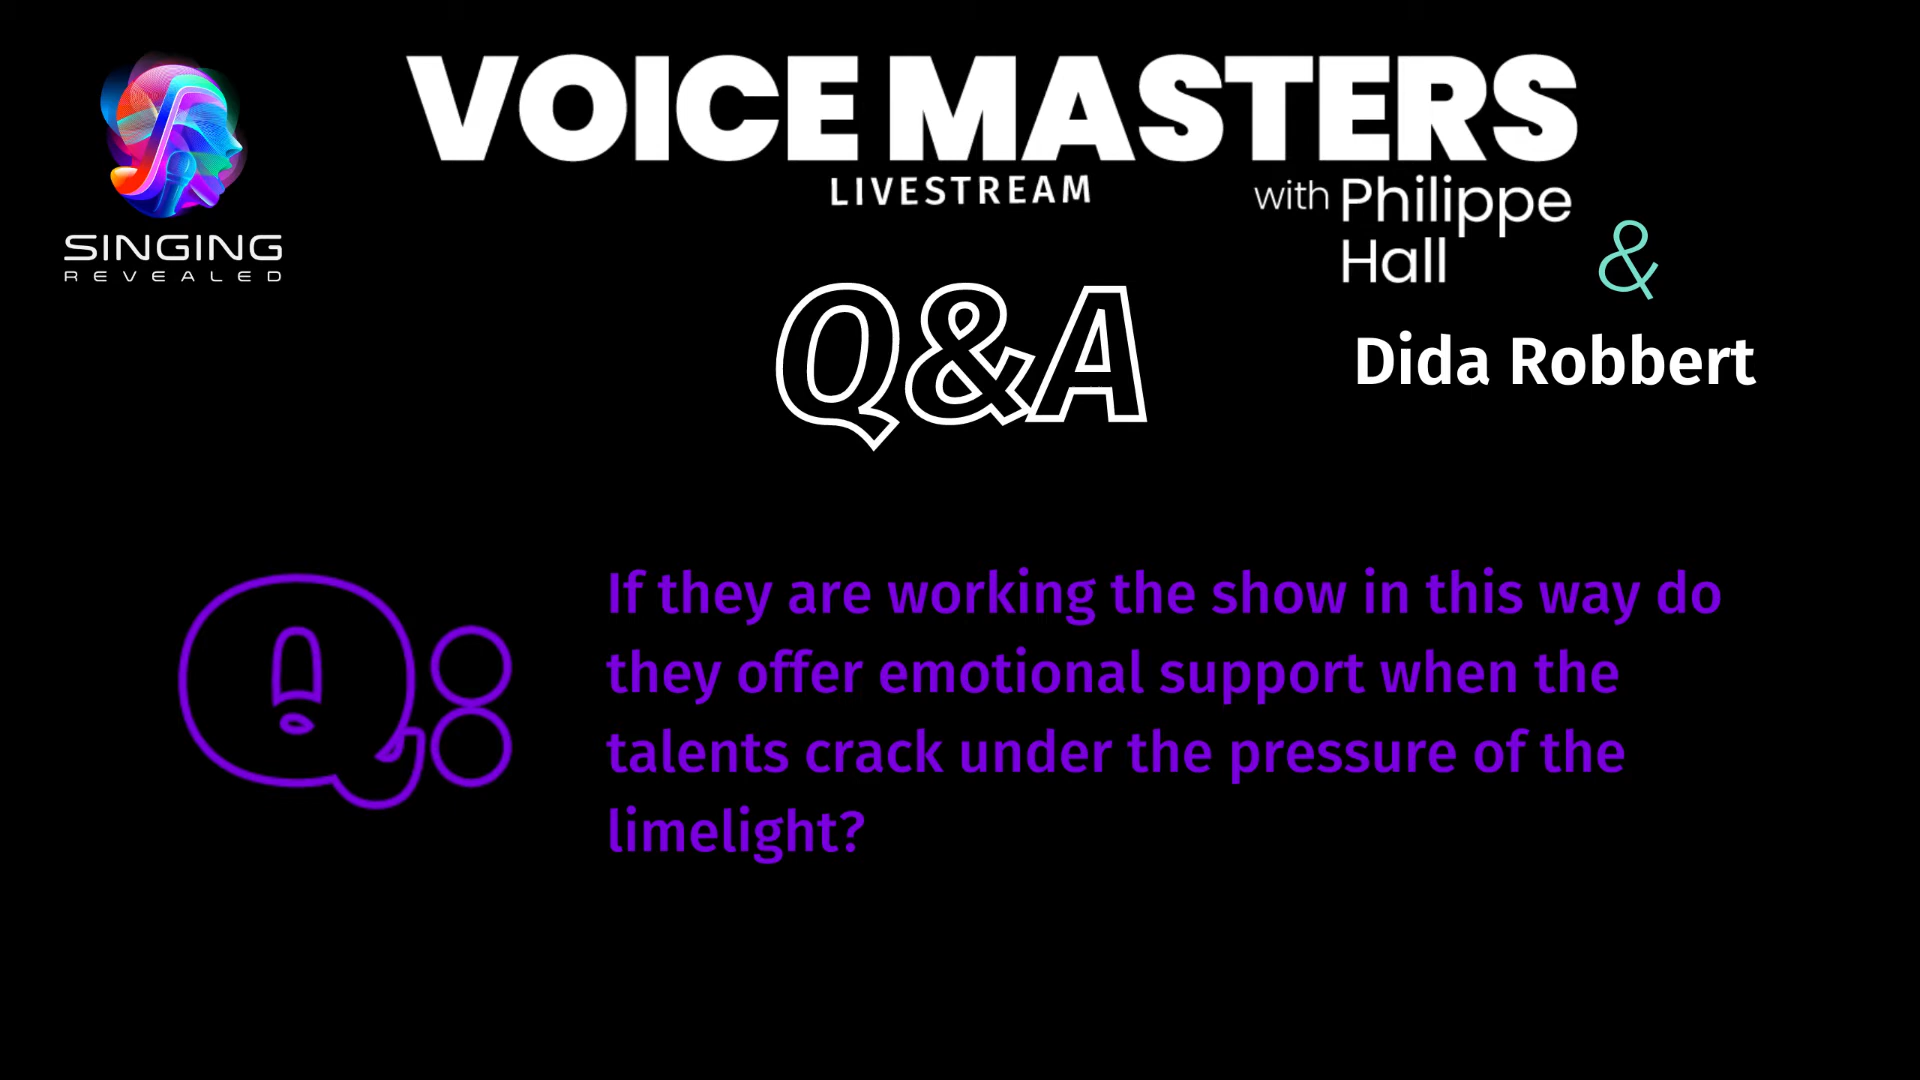 VOICE MASTERS
LIVESTREAM
with Philippe
Hall
&
Dida Robbert
SINGING
REVEALED
Q&A
Q:
If they are working the show in this way do
they offer emotional support when the
talents crack under the pressure of the
limelight?